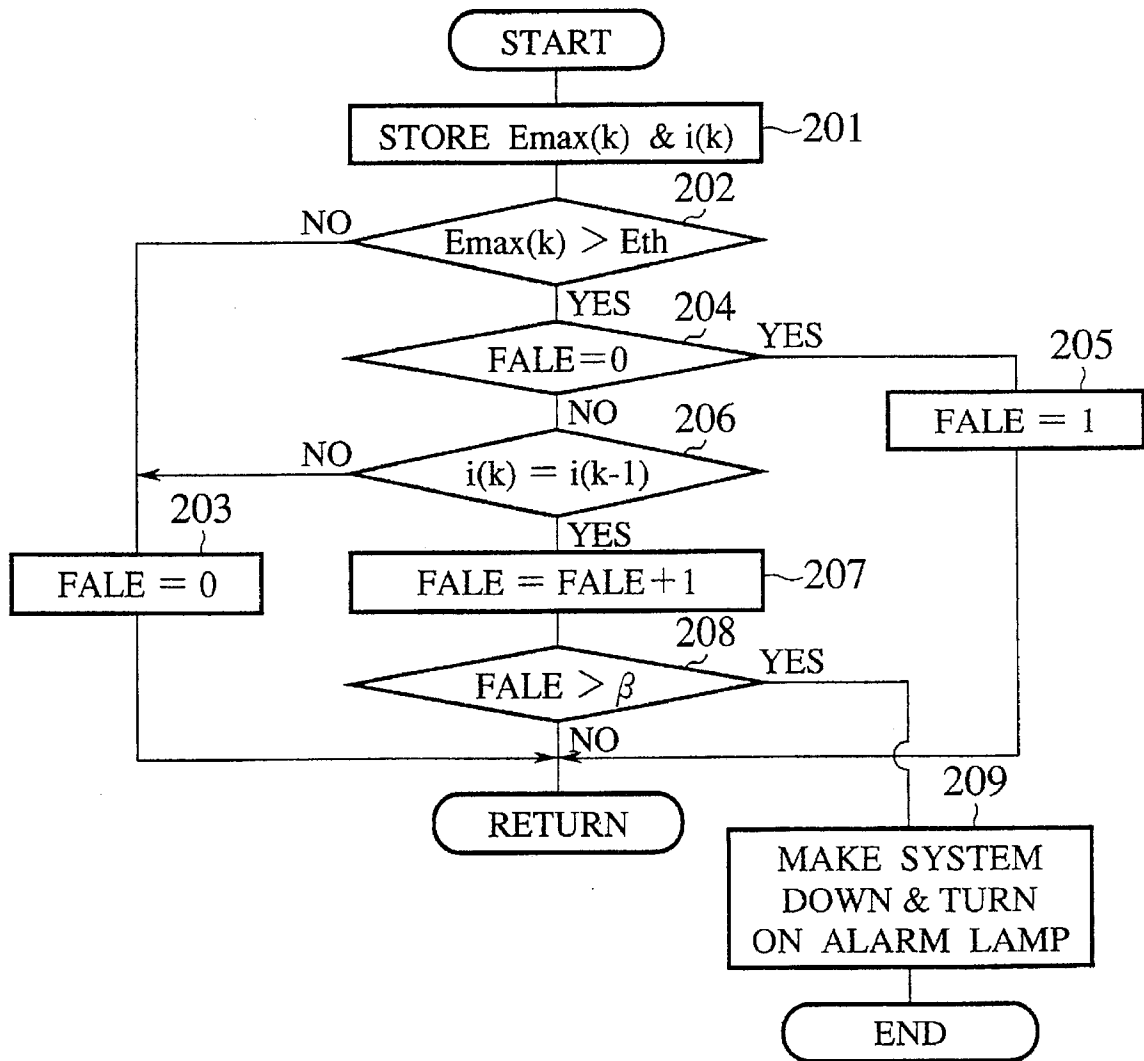 START
STORE Emax(k) & i(k)
201
202
NO
Emax(k) > Eth
YES
204
YES
FALE=0
205
FALE = 1
NO
206
NO
i(k) = i(k-1)
203
YES
FALE = 0
FALE = FALE+1
207
208
YES
FALE > β
NO
RETURN
209
MAKE SYSTEM
DOWN & TURN
ON ALARM LAMP
END